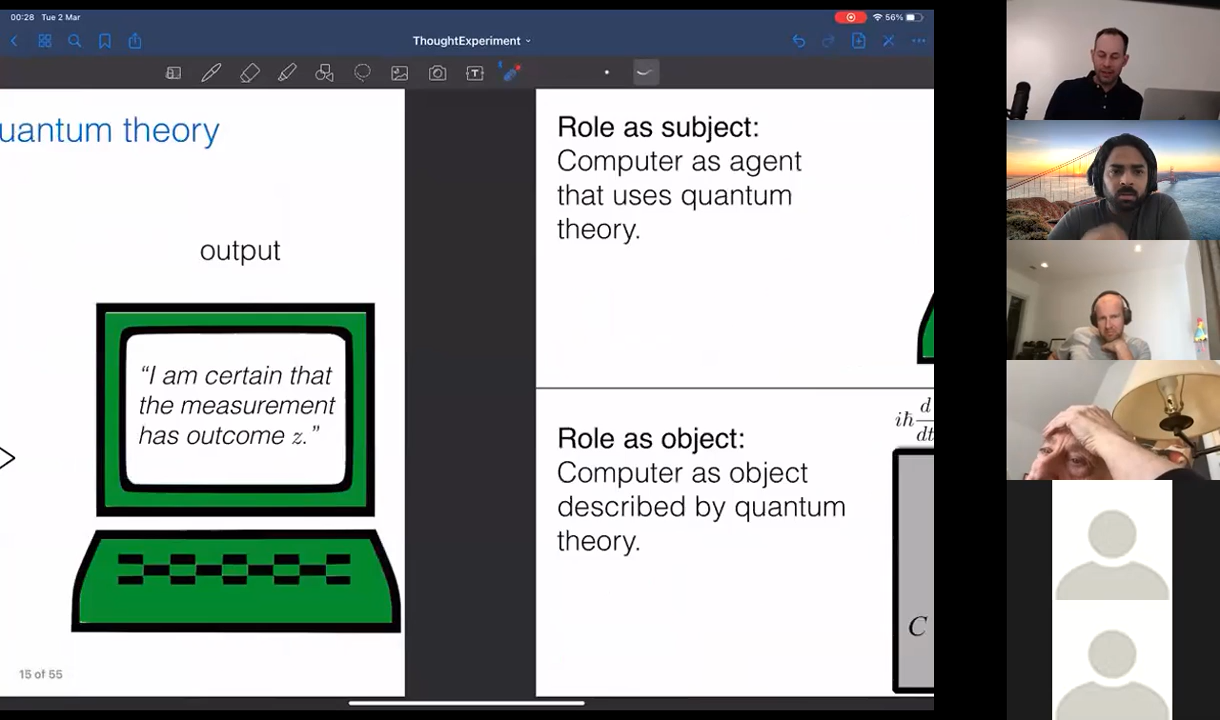 00:28 Tue 2 Mar
56%
ThoughtExperiment
T
uantum theory
output
“I am certain that
the measurement
has outcome z.”
15 of 55
Role as subject:
Computer as agent
that uses quantum
theory.
Role as object:
Computer as object
described by quantum
theory.
iħ d
dt
C